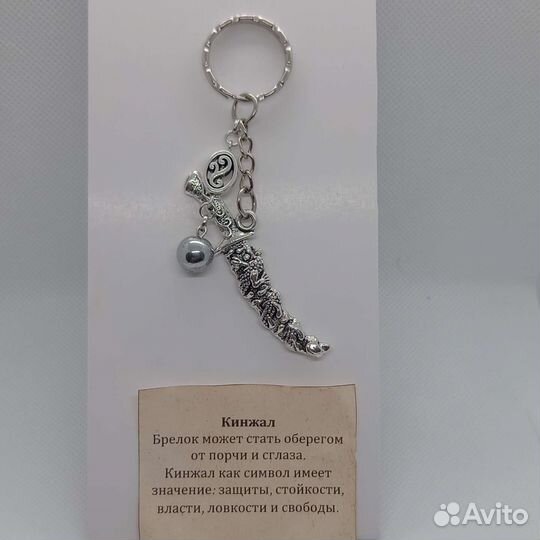 Кинжал
Брелок может стать оберегом
от порчи и сглаза.
Кинжал как символ имеет
значение: защиты, стойкости,
власти, ловкости и свободы.
Avito